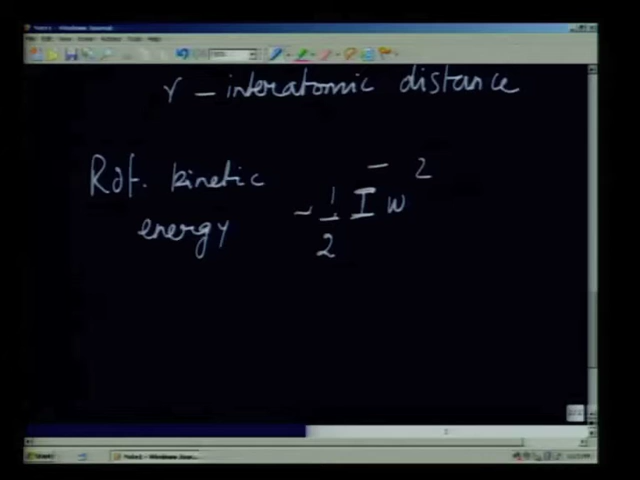 r – interatomic distance
Rot. kinetic energy – 1/2 I ω²